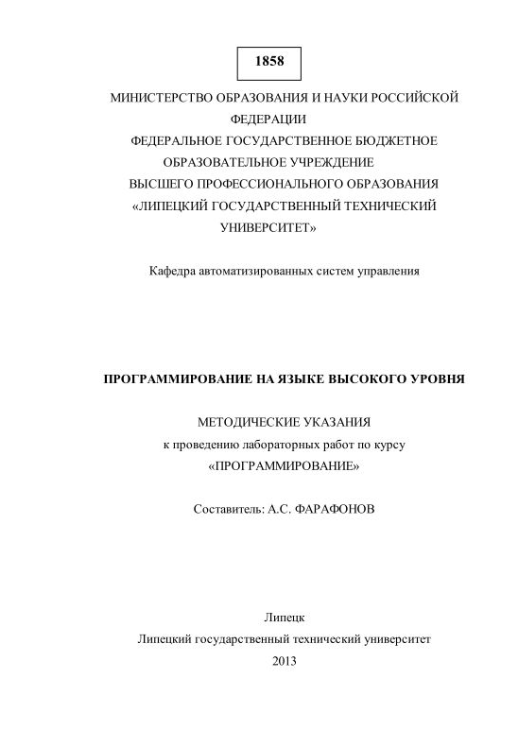 1858
МИНИСТЕРСТВО ОБРАЗОВАНИЯ И НАУКИ РОССИЙСКОЙ
ФЕДЕРАЦИИ
ФЕДЕРАЛЬНОЕ ГОСУДАРСТВЕННОЕ БЮДЖЕТНОЕ
ОБРАЗОВАТЕЛЬНОЕ УЧРЕЖДЕНИЕ
ВЫСШЕГО ПРОФЕССИОНАЛЬНОГО ОБРАЗОВАНИЯ
«ЛИПЕЦКИЙ ГОСУДАРСТВЕННЫЙ ТЕХНИЧЕСКИЙ
УНИВЕРСИТЕТ»
Кафедра автоматизированных систем управления
ПРОГРАММИРОВАНИЕ НА ЯЗЫКЕ ВЫСОКОГО УРОВНЯ
МЕТОДИЧЕСКИЕ УКАЗАНИЯ
к проведению лабораторных работ по курсу
«ПРОГРАММИРОВАНИЕ»
Составитель: А.С. ФАРАФОНОВ
Липецк
Липецкий государственный технический университет
2013